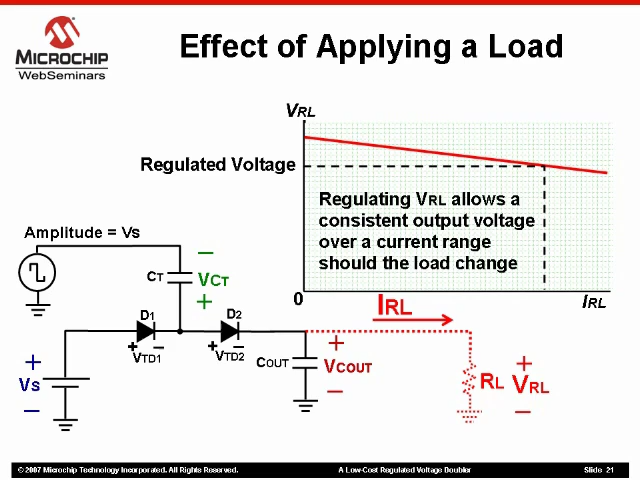 MICROCHIP
WebSeminars
Effect of Applying a Load
VRL
Regulated Voltage
Regulating VRL allows a
consistent output voltage
over a current range
should the load change
0
IRL
IRL
Amplitude = Vs
CT
−
VCT
+
D1
D2
+ −
VTD1
+ −
VTD2
COUT
+
VCOUT
−
+
VS
−
RL
+
VRL
−
© 2007 Microchip Technology Incorporated. All Rights Reserved.
A Low-Cost Regulated Voltage Doubler
Slide 21